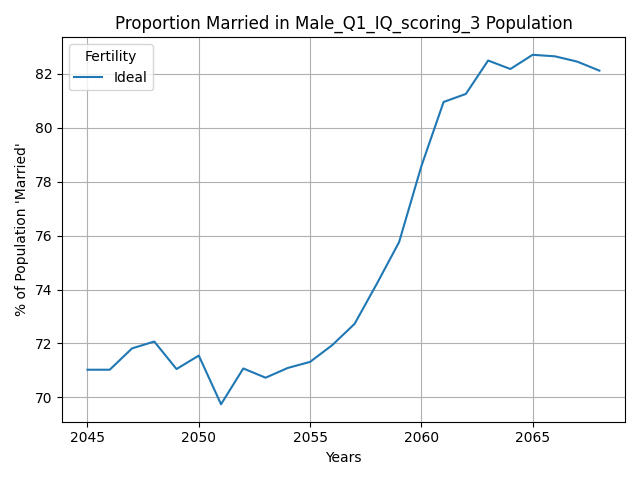 Proportion Married in Male_Q1_IQ_scoring_3 Population
Fertility
Ideal
% of Population 'Married'
82
80
78
76
74
72
70
2045
2050
2055
2060
2065
Years